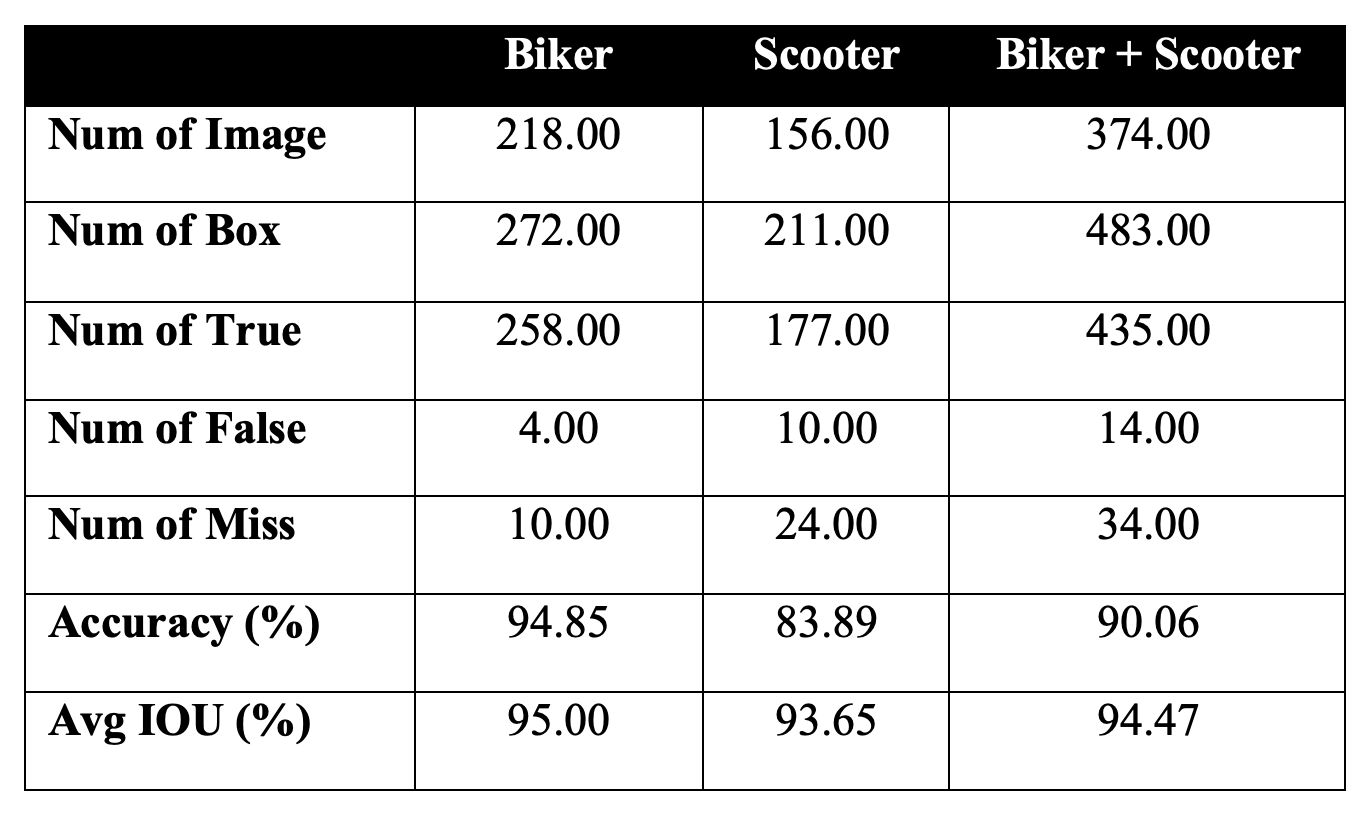 Biker Scooter Biker + Scooter
Num of Image 218.00 156.00 374.00
Num of Box 272.00 211.00 483.00
Num of True 258.00 177.00 435.00
Num of False 4.00 10.00 14.00
Num of Miss 10.00 24.00 34.00
Accuracy (%) 94.85 83.89 90.06
Avg IOU (%) 95.00 93.65 94.47